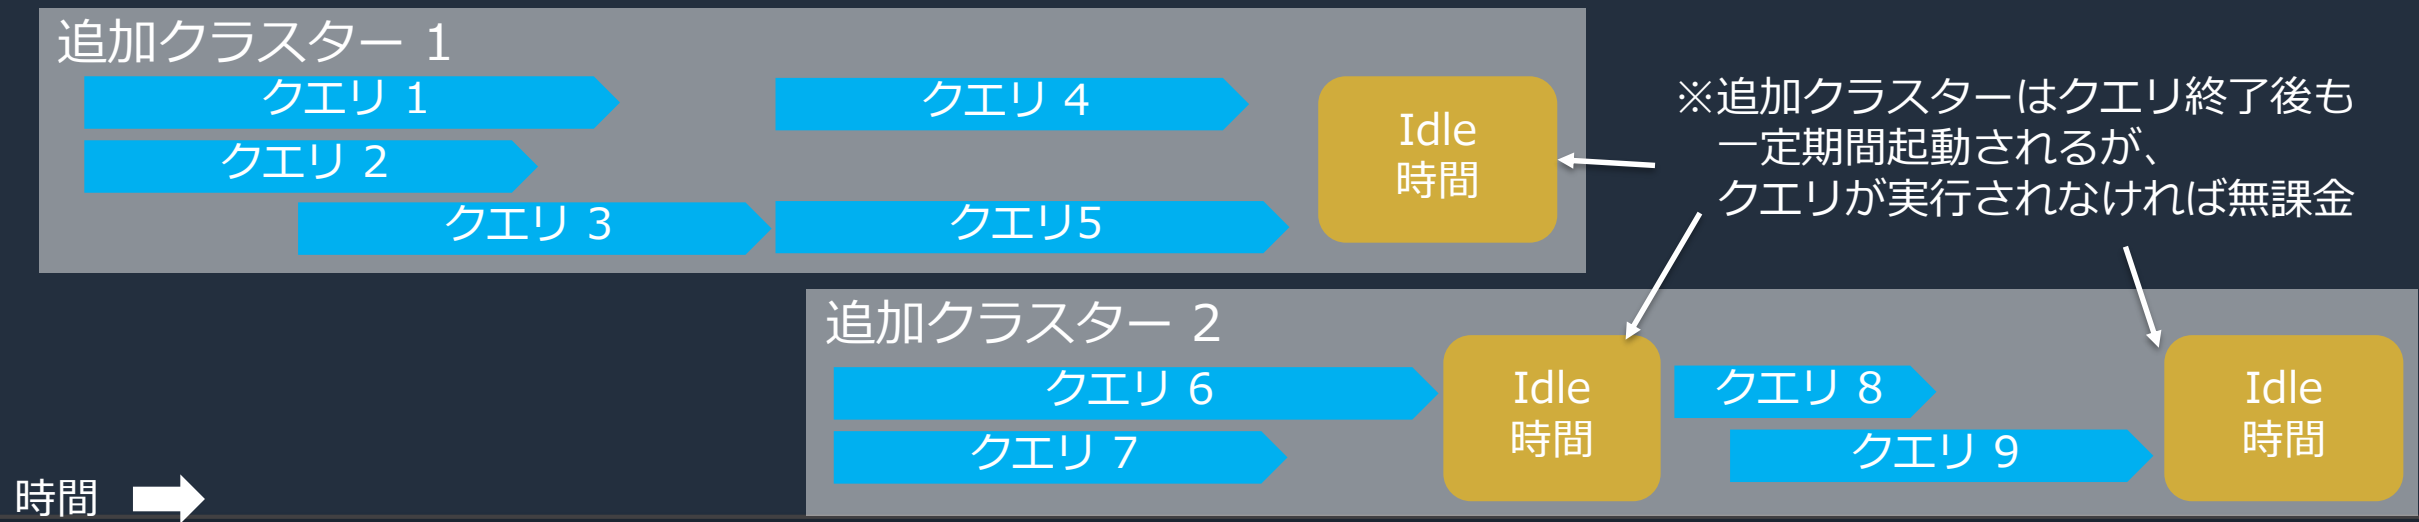 追加クラスター 1
クエリ 1
クエリ 2
クエリ 3
クエリ 4
クエリ5
Idle
時間
※追加クラスターはクエリ終了後も
一定期間起動されるが、
クエリが実行されなければ無課金
追加クラスター 2
クエリ 6
クエリ 7
Idle
時間
クエリ 8
クエリ 9
Idle
時間
時間